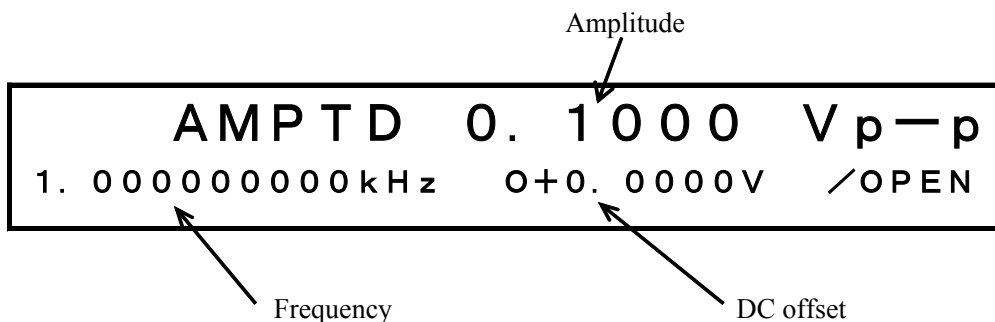 Amplitude
AMPTD 0. 1000 Vp−p
1. 000000000kHz O+0. 0000V ／OPEN
Frequency DC offset